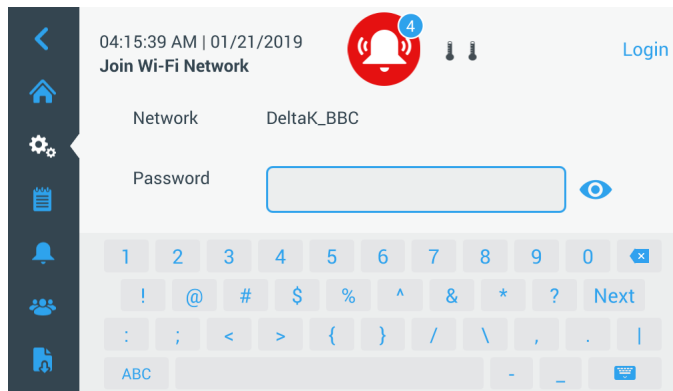 04:15:39 AM | 01/21/2019
4
Login
Join Wi-Fi Network
Network DeltaK_BBC
Password
1 2 3 4 5 6 7 8 9 0
! @ # $ % ^ & * ? Next
: ; < > { } / \ , . |
ABC - _